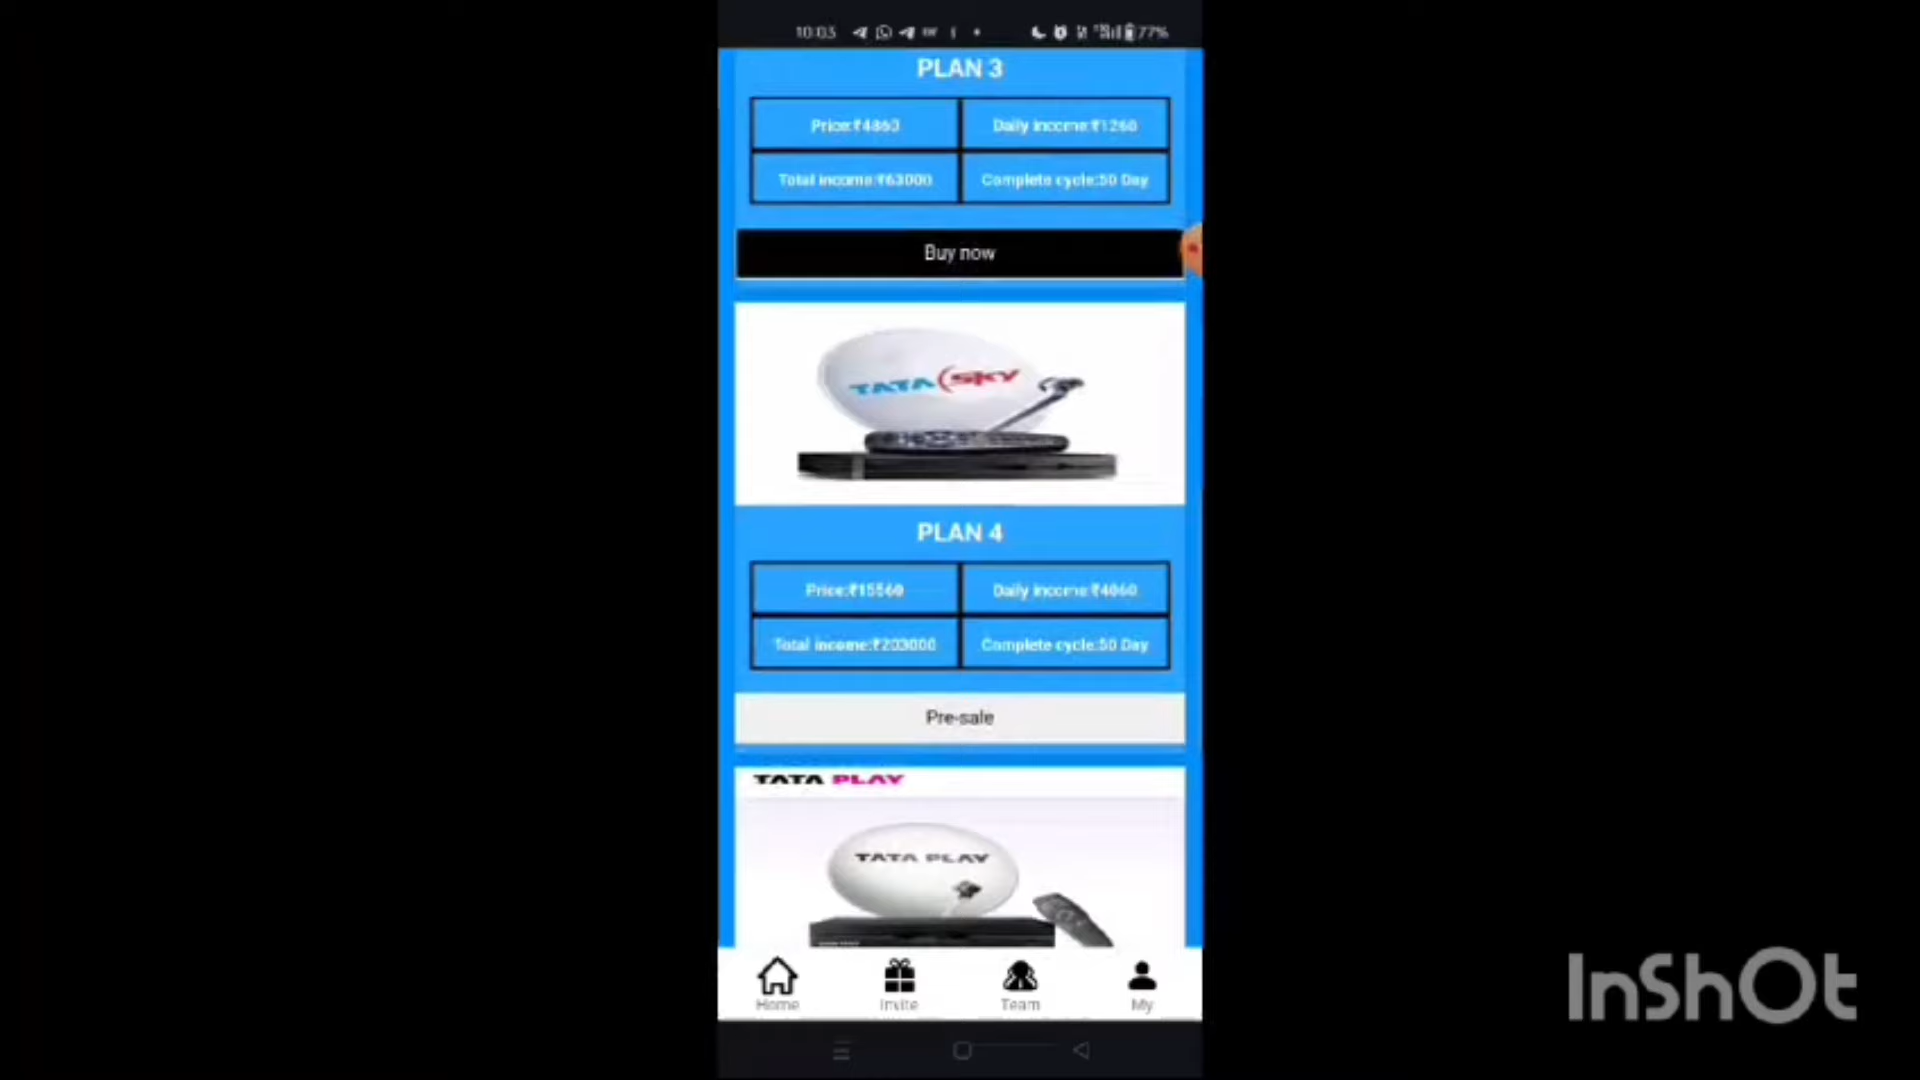 10:03
77%
PLAN 3
Price:₹4860
Daily income:₹1260
Total income:₹63000
Complete cycle:50 Day
Buy now
TATA SKY
PLAN 4
Price:₹15560
Daily income:₹4060
Total income:₹203000
Complete cycle:50 Day
Pre-sale
TATA PLAY
TATA PLAY
Home
Invite
Team
My
InShOt